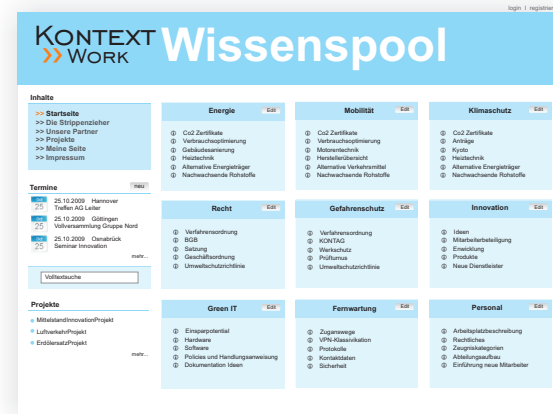 login I registrier
KONTEXT
>> WORK
Wissenspool
Inhalte
>> Startseite
>> Die Strippenzieher
>> Unsere Partner
>> Projekte
>> Meine Seite
>> Impressum
Termine neu
25 25.10.2009 Hannover
Treffen AG Leiter
25 25.10.2009 Göttingen
Vollversammlung Gruppe Nord
25 25.10.2009 Osnabrück
Seminar Innovation
mehr...
Volltextsuche
Projekte
MittelstandInnovationProjekt
LuftverkehrProjekt
ErdölersatzProjekt
mehr...
Energie Edit
Co2 Zertifikate
Verbrauchsoptimierung
Gebäudesanierung
Heiztechnik
Alternative Energieträger
Nachwachsende Rohstoffe
Mobilität Edit
Co2 Zertifikate
Verbrauchsoptimierung
Motorentechnik
Herstellerübersicht
Alternative Verkehrsmittel
Nachwachsende Rohstoffe
Klimaschutz Edit
Co2 Zertifikate
Anträge
Kyoto
Heiztechnik
Alternative Energieträger
Nachwachsende Rohstoffe
Recht Edit
Verfahrensordnung
BGB
Satzung
Geschäftsordnung
Umweltschutzrichtlinie
Gefahrenschutz Edit
Verfahrensordnung
KONTAG
Werkschutz
Prüftumus
Umweltschutzrichtlinie
Innovation Edit
Ideen
Mitarbeiterbeteiligung
Enwicklung
Produkte
Neue Dienstleister
Green IT Edit
Einsparpotential
Hardware
Software
Policies und Handlungsanweisung
Dokumentation Ideen
Fernwartung Edit
Zugangswege
VPN-Klassivikation
Protokolle
Kontaktdaten
Sicherheit
Personal Edit
Arbeitsplatzbeschreibung
Rechtliches
Zeugniskategorien
Abteilungsaufbau
Einführung neue Mitarbeiter